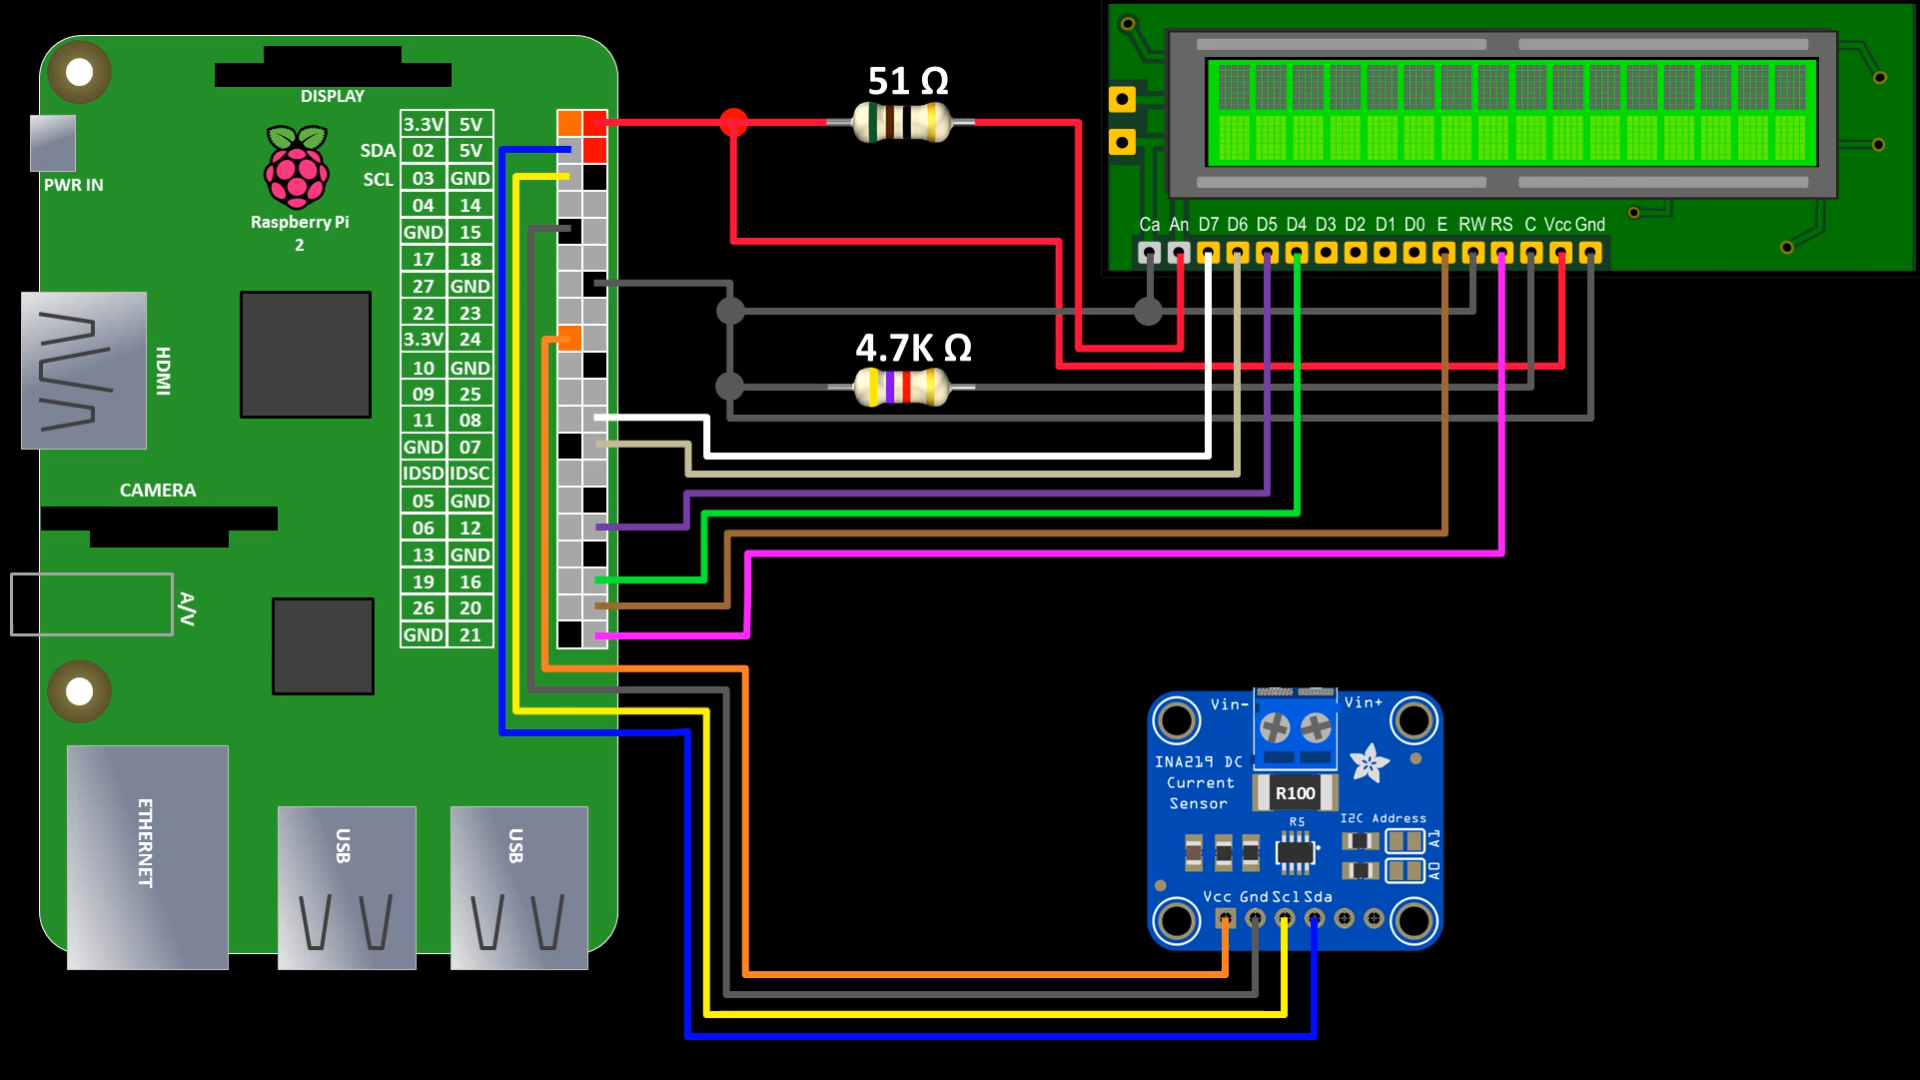 DISPLAY
PWR IN
Raspberry Pi
2
HDMI
CAMERA
A/V
ETHERNET
USB
USB
3.3V 5V
SDA 02 5V
SCL 03 GND
04 14
GND 15
17 18
27 GND
22 23
3.3V 24
10 GND
09 25
11 08
GND 07
IDSD IDSC
05 GND
06 12
13 GND
19 16
26 20
GND 21
51 Ω
4.7K Ω
Ca An D7 D6 D5 D4 D3 D2 D1 D0 E RW RS C Vcc Gnd
Vin- Vin+
INA219 DC
Current
Sensor
R100
R5
I2C Address
A1
A0
Vcc Gnd Scl Sda